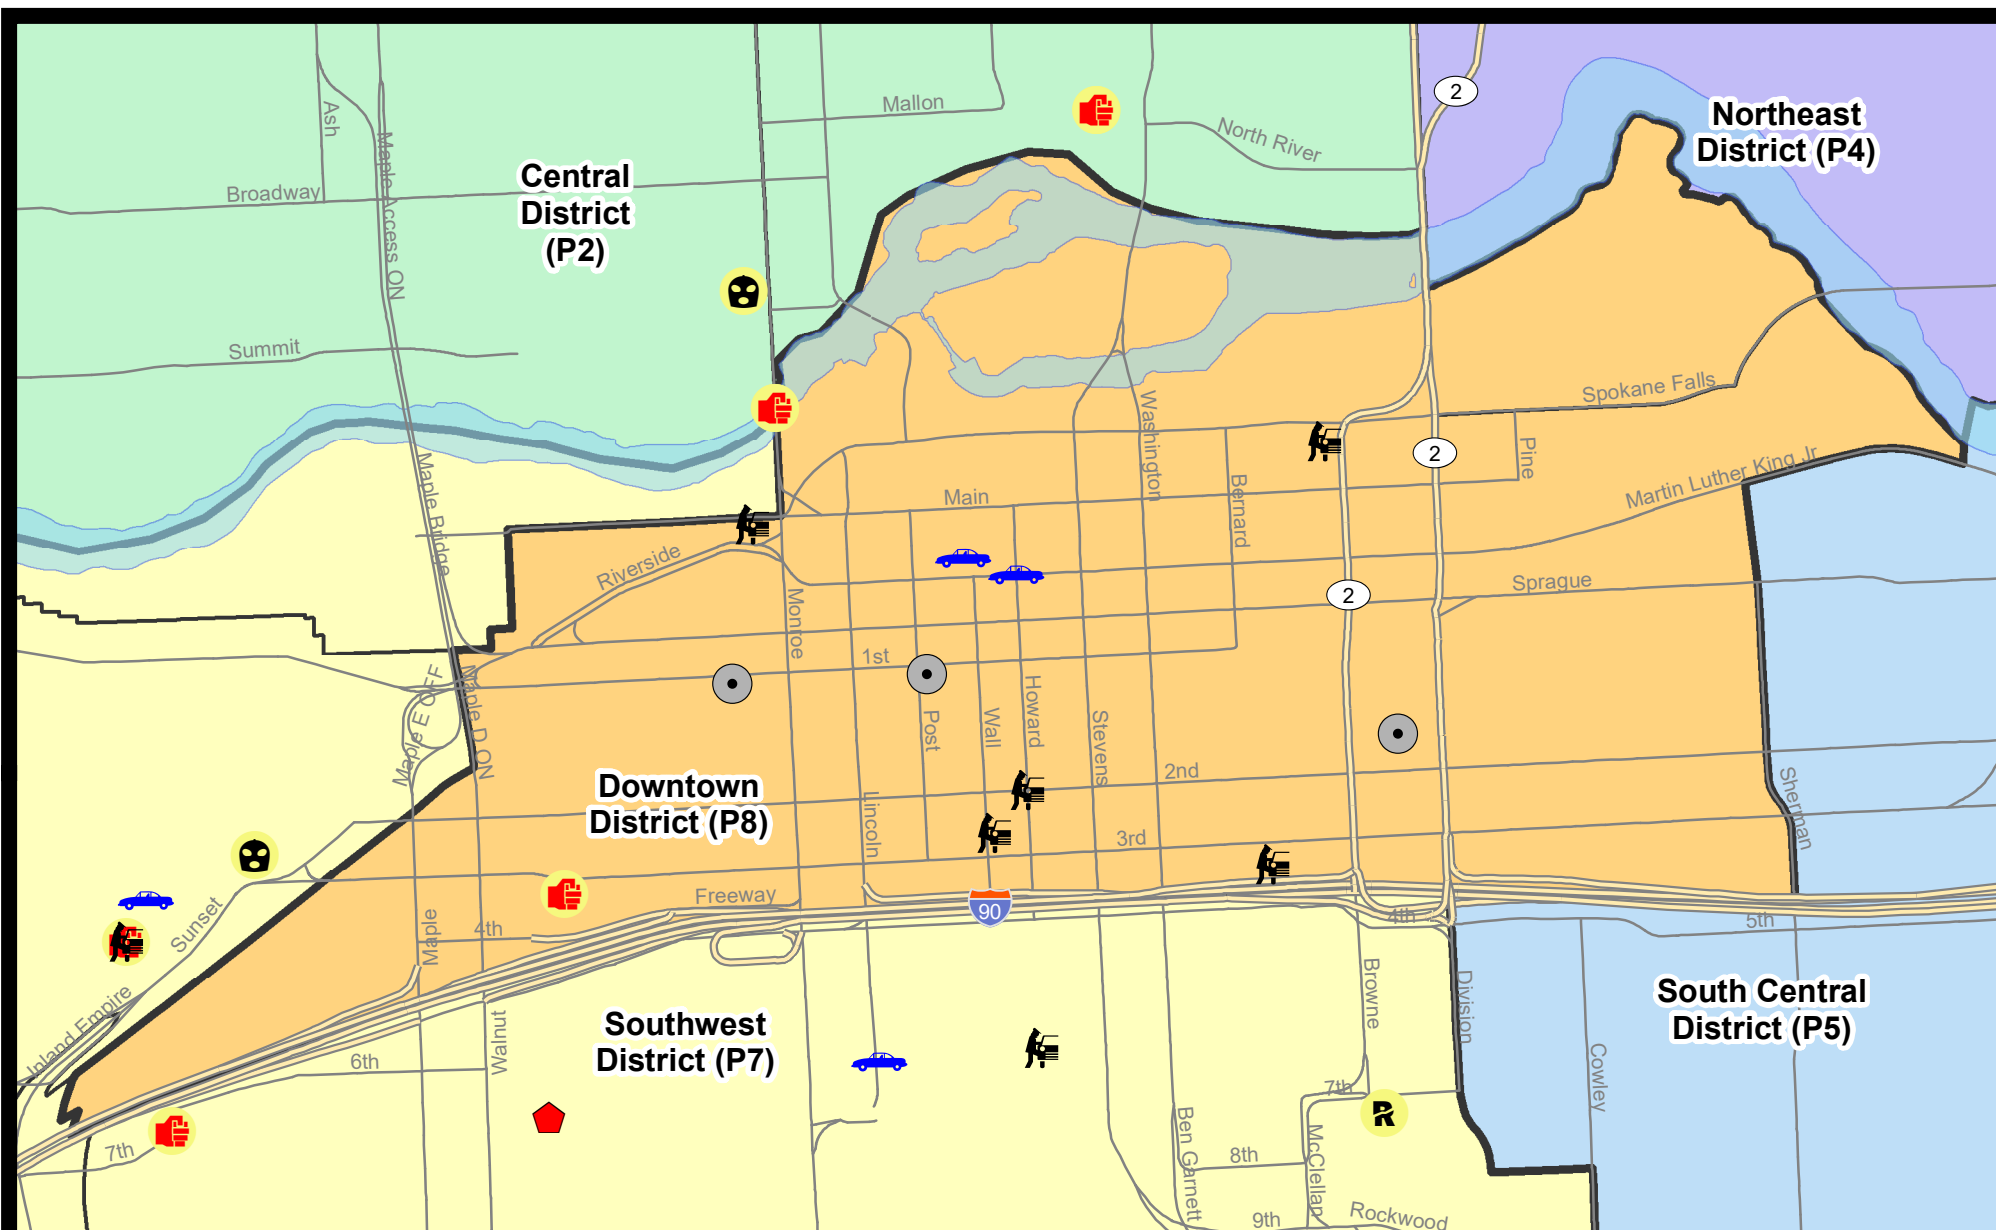 2
Northeast
District (P4)
Mallon
Ash
North River
Maple Access ON
Central
District
(P2)
Broadway
Summit
Spokane Falls
Washington
2
Pine
Maple Bridge
Martin Luther King Jr
Main
Bernard
Riverside
Sprague
2
Monroe
1st
Maple E OFF
Maple D ON
Howard
Post
Wall
Stevens
2nd
Downtown
District (P8)
Lincoln
Sherman
3rd
Freeway
90
4th
4th
5th
Sunset
Maple
Browne
Division
South Central
District (P5)
Inland Empire
Walnut
Southwest
District (P7)
6th
Cowley
7th
R
7th
Ben Garnett
McClellan
8th
9th
Rockwood